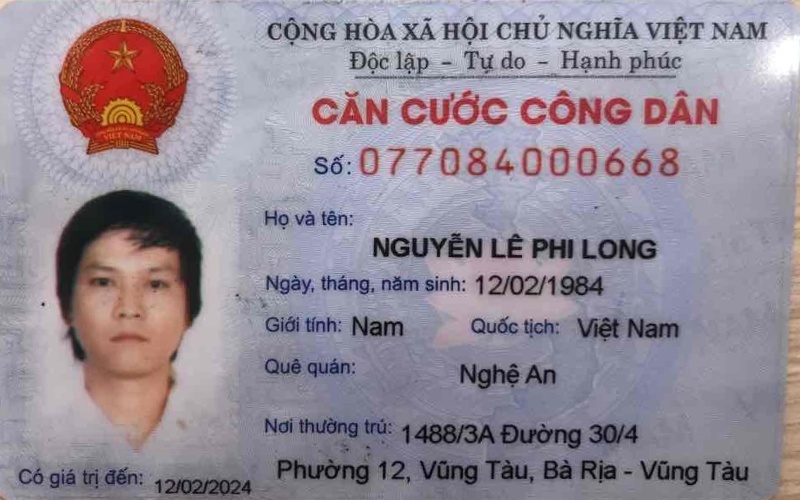 CỘNG HÒA XÃ HỘI CHỦ NGHĨA VIỆT NAM
Độc lập - Tự do - Hạnh phúc
CĂN CƯỚC CÔNG DÂN
Số: 077084000668
Họ và tên:
NGUYỄN LÊ PHI LONG
Ngày, tháng, năm sinh: 12/02/1984
Giới tính: Nam Quốc tịch: Việt Nam
Quê quán:
Nghệ An
Nơi thường trú: 1488/3A Đường 30/4
Phường 12, Vũng Tàu, Bà Rịa - Vũng Tàu
Có giá trị đến: 12/02/2024